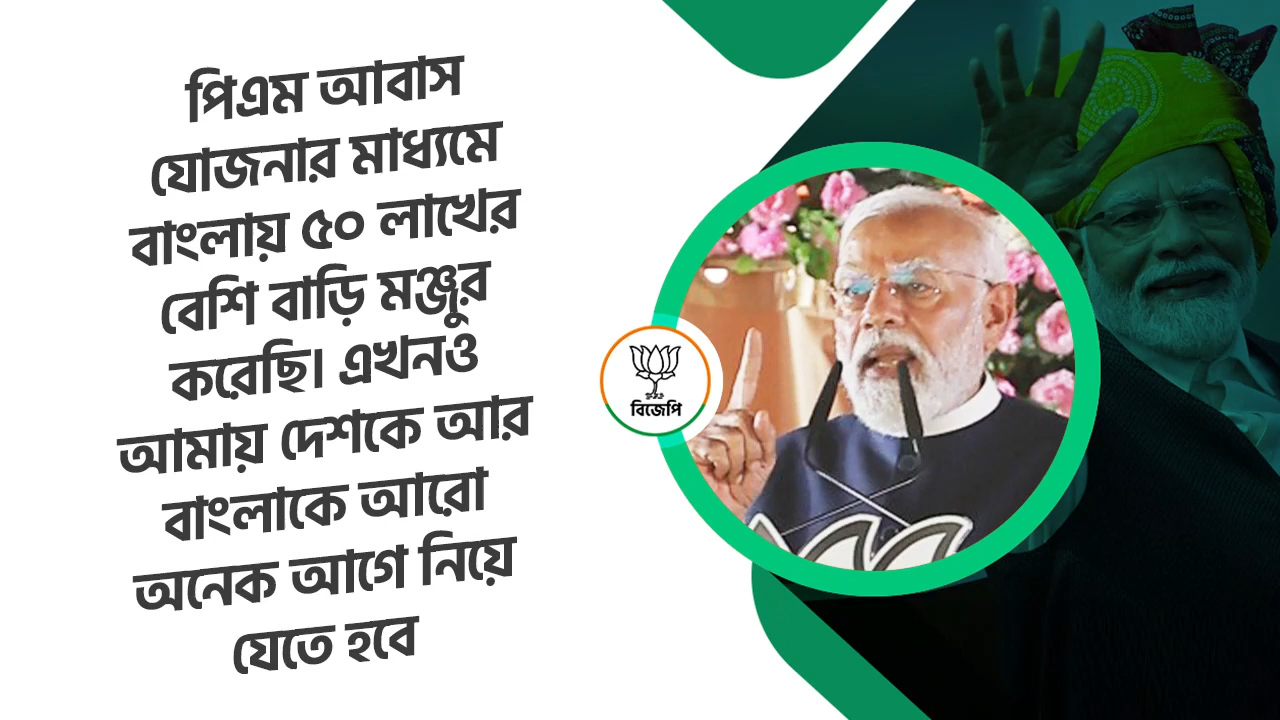 পিএম আবাস
যোজনার মাধ্যমে
বাংলায় ৫০ লাখের
বেশি বাড়ি মঞ্জুর
করেছি। এখনও
আমায় দেশকে আর
বাংলাকে আরো
অনেক আগে নিয়ে
যেতে হবে
বিজেপি